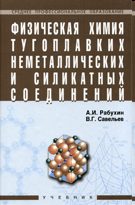 СРЕДНЕЕ ПРОФЕССИОНАЛЬНОЕ ОБРАЗОВАНИЕ
ФИЗИЧЕСКАЯ ХИМИЯ
ТУГОПЛАВКИХ
НЕМЕТАЛЛИЧЕСКИХ
И СИЛИКАТНЫХ
СОЕДИНЕНИЙ
А.И. Рабухин
В.Г. Савельев
УЧЕБНИК